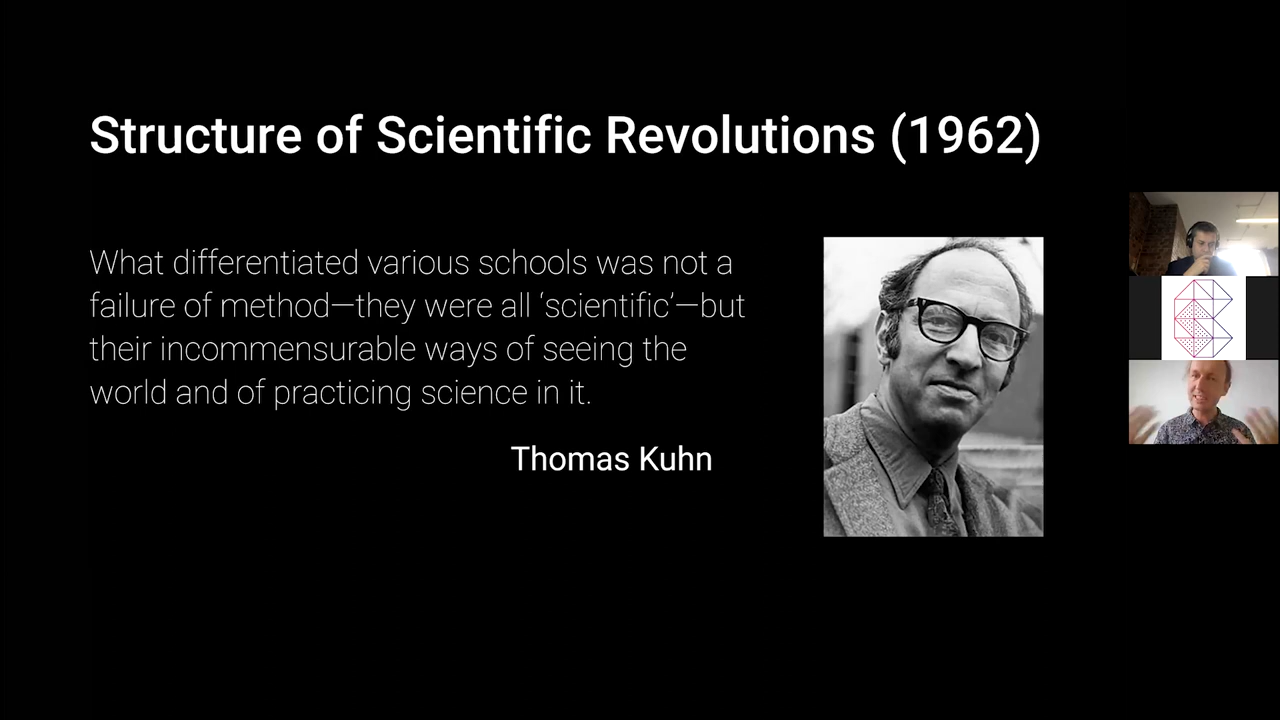 Structure of Scientific Revolutions (1962)
What differentiated various schools was not a
failure of method—they were all ‘scientific’—but
their incommensurable ways of seeing the
world and of practicing science in it.
Thomas Kuhn